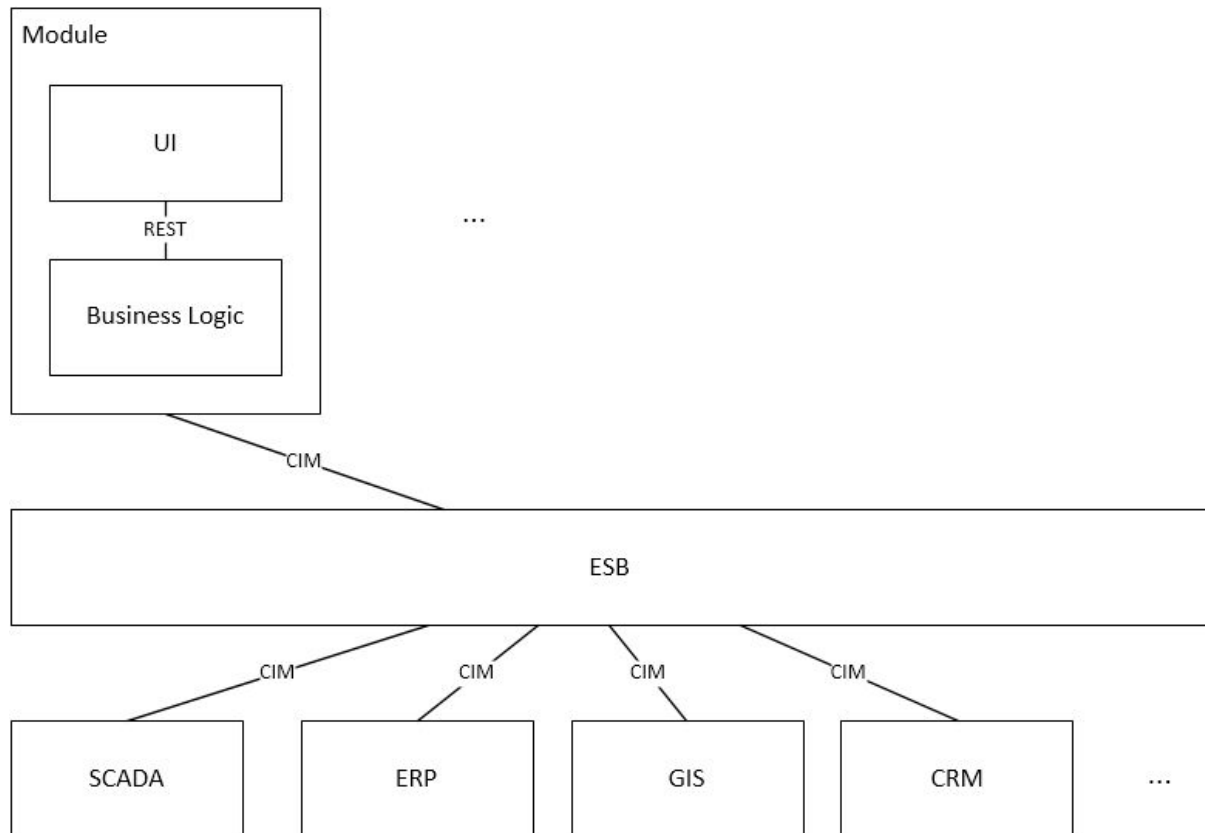 Module
UI
REST
...
Business Logic
CIM
ESB
CIM CIM CIM CIM
SCADA ERP GIS CRM ...